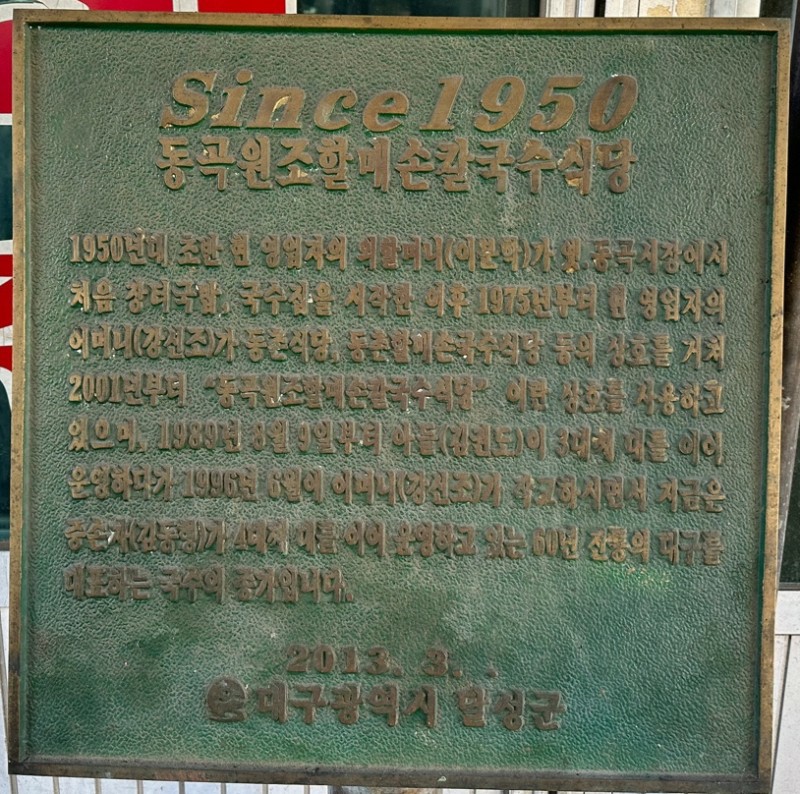 Since 1950
동곡원조할매손칼국수식당
1950년대 초반 현 영업자의 외할머니(이  )가 옛.동곡시장에서
처음 장터국밥, 국수집을 시작한 이후 1975년부터 현 영업자의
어머니(강선조)가 동촌식당, 동촌할매손국수식당 등의 상호를 거쳐
2001년부터 "동곡원조할매손칼국수식당" 이란 상호를 사용하고
있으며, 1989년 8월 9일부터 아들(김원도)이 3대째 대를 이어
운영하다가 1996년 6월에 어머니(강선조)가 작고하시면서 지금은
증손자(김동)가 4대째 대를 이어 운영하고 있는 60년 전통의 대구를
대표하는 국수의 종가입니다.
2013. 3. .
대구광역시 달성군